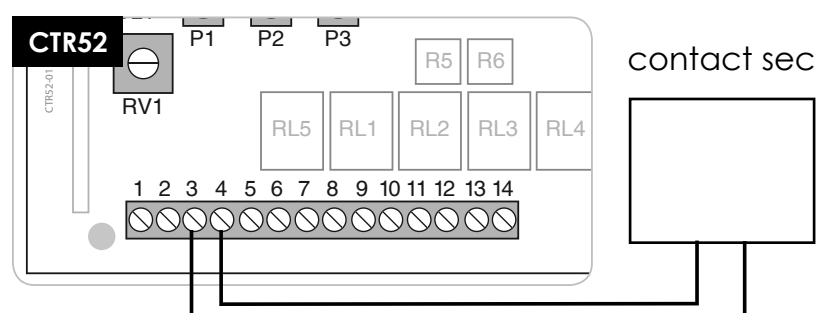 CTR52
P1 P2 P3
R5 R6
contact sec
CTR52-01
RV1
RL5 RL1 RL2 RL3 RL4
1 2 3 4 5 6 7 8 9 10 11 12 13 14